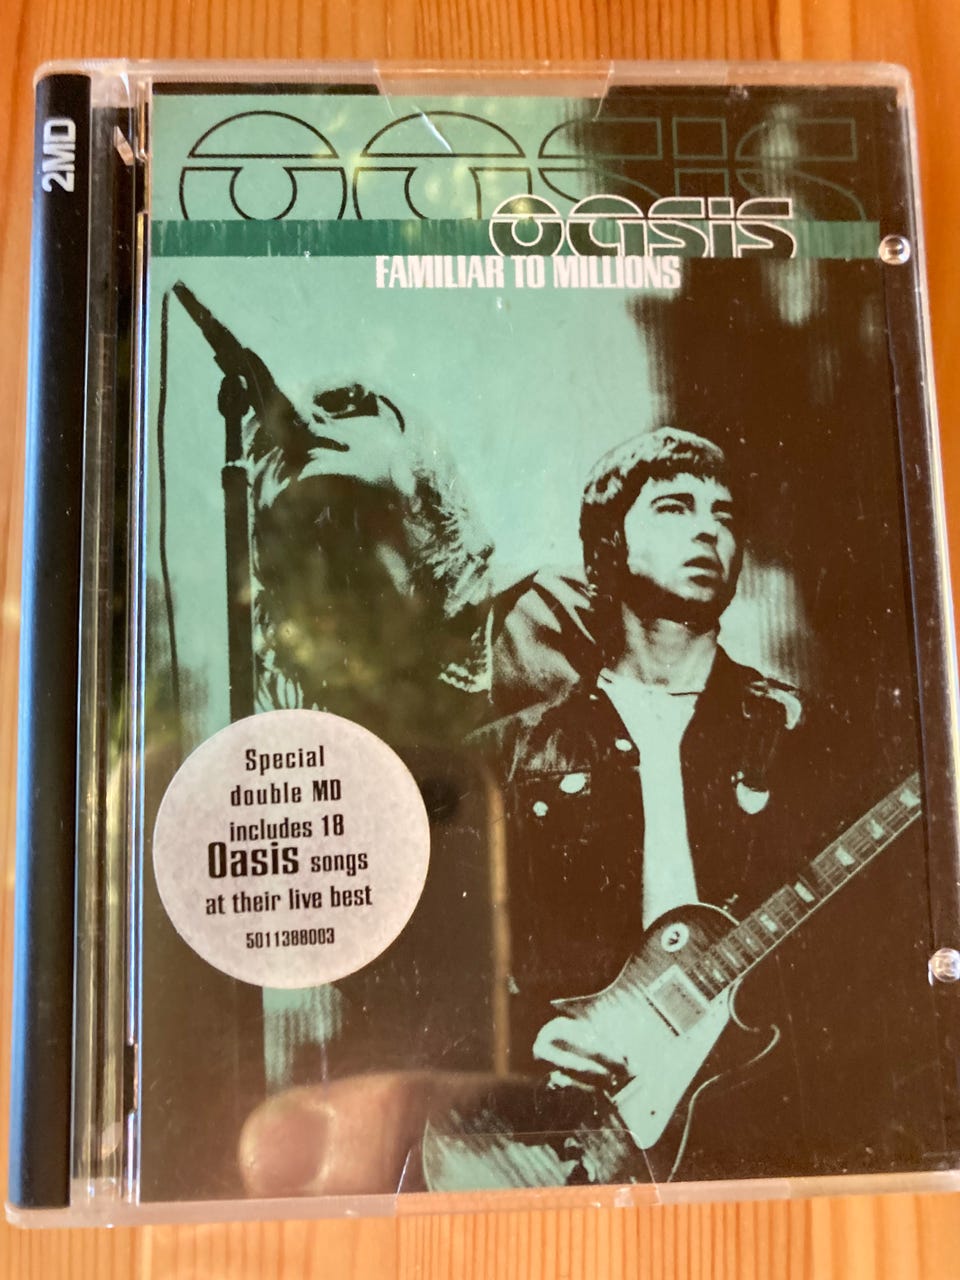 2MD
oasis
oasis
FAMILIAR TO MILLIONS
Special
double MD
includes 18
Oasis songs
at their live best
5011388003